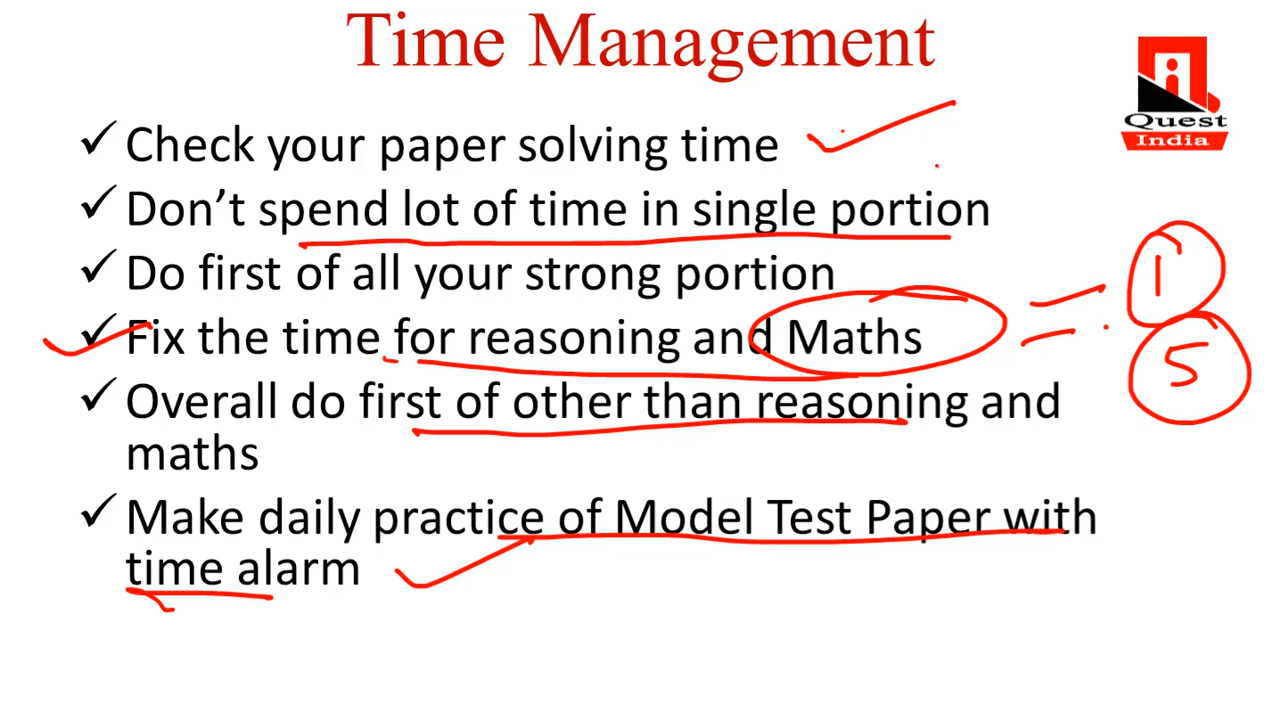 Time Management
Quest
India
✓ Check your paper solving time
✓ Don’t spend lot of time in single portion
✓ Do first of all your strong portion
✓ Fix the time for reasoning and Maths
1
5
✓ Overall do first of other than reasoning and
maths
✓ Make daily practice of Model Test Paper with
time alarm